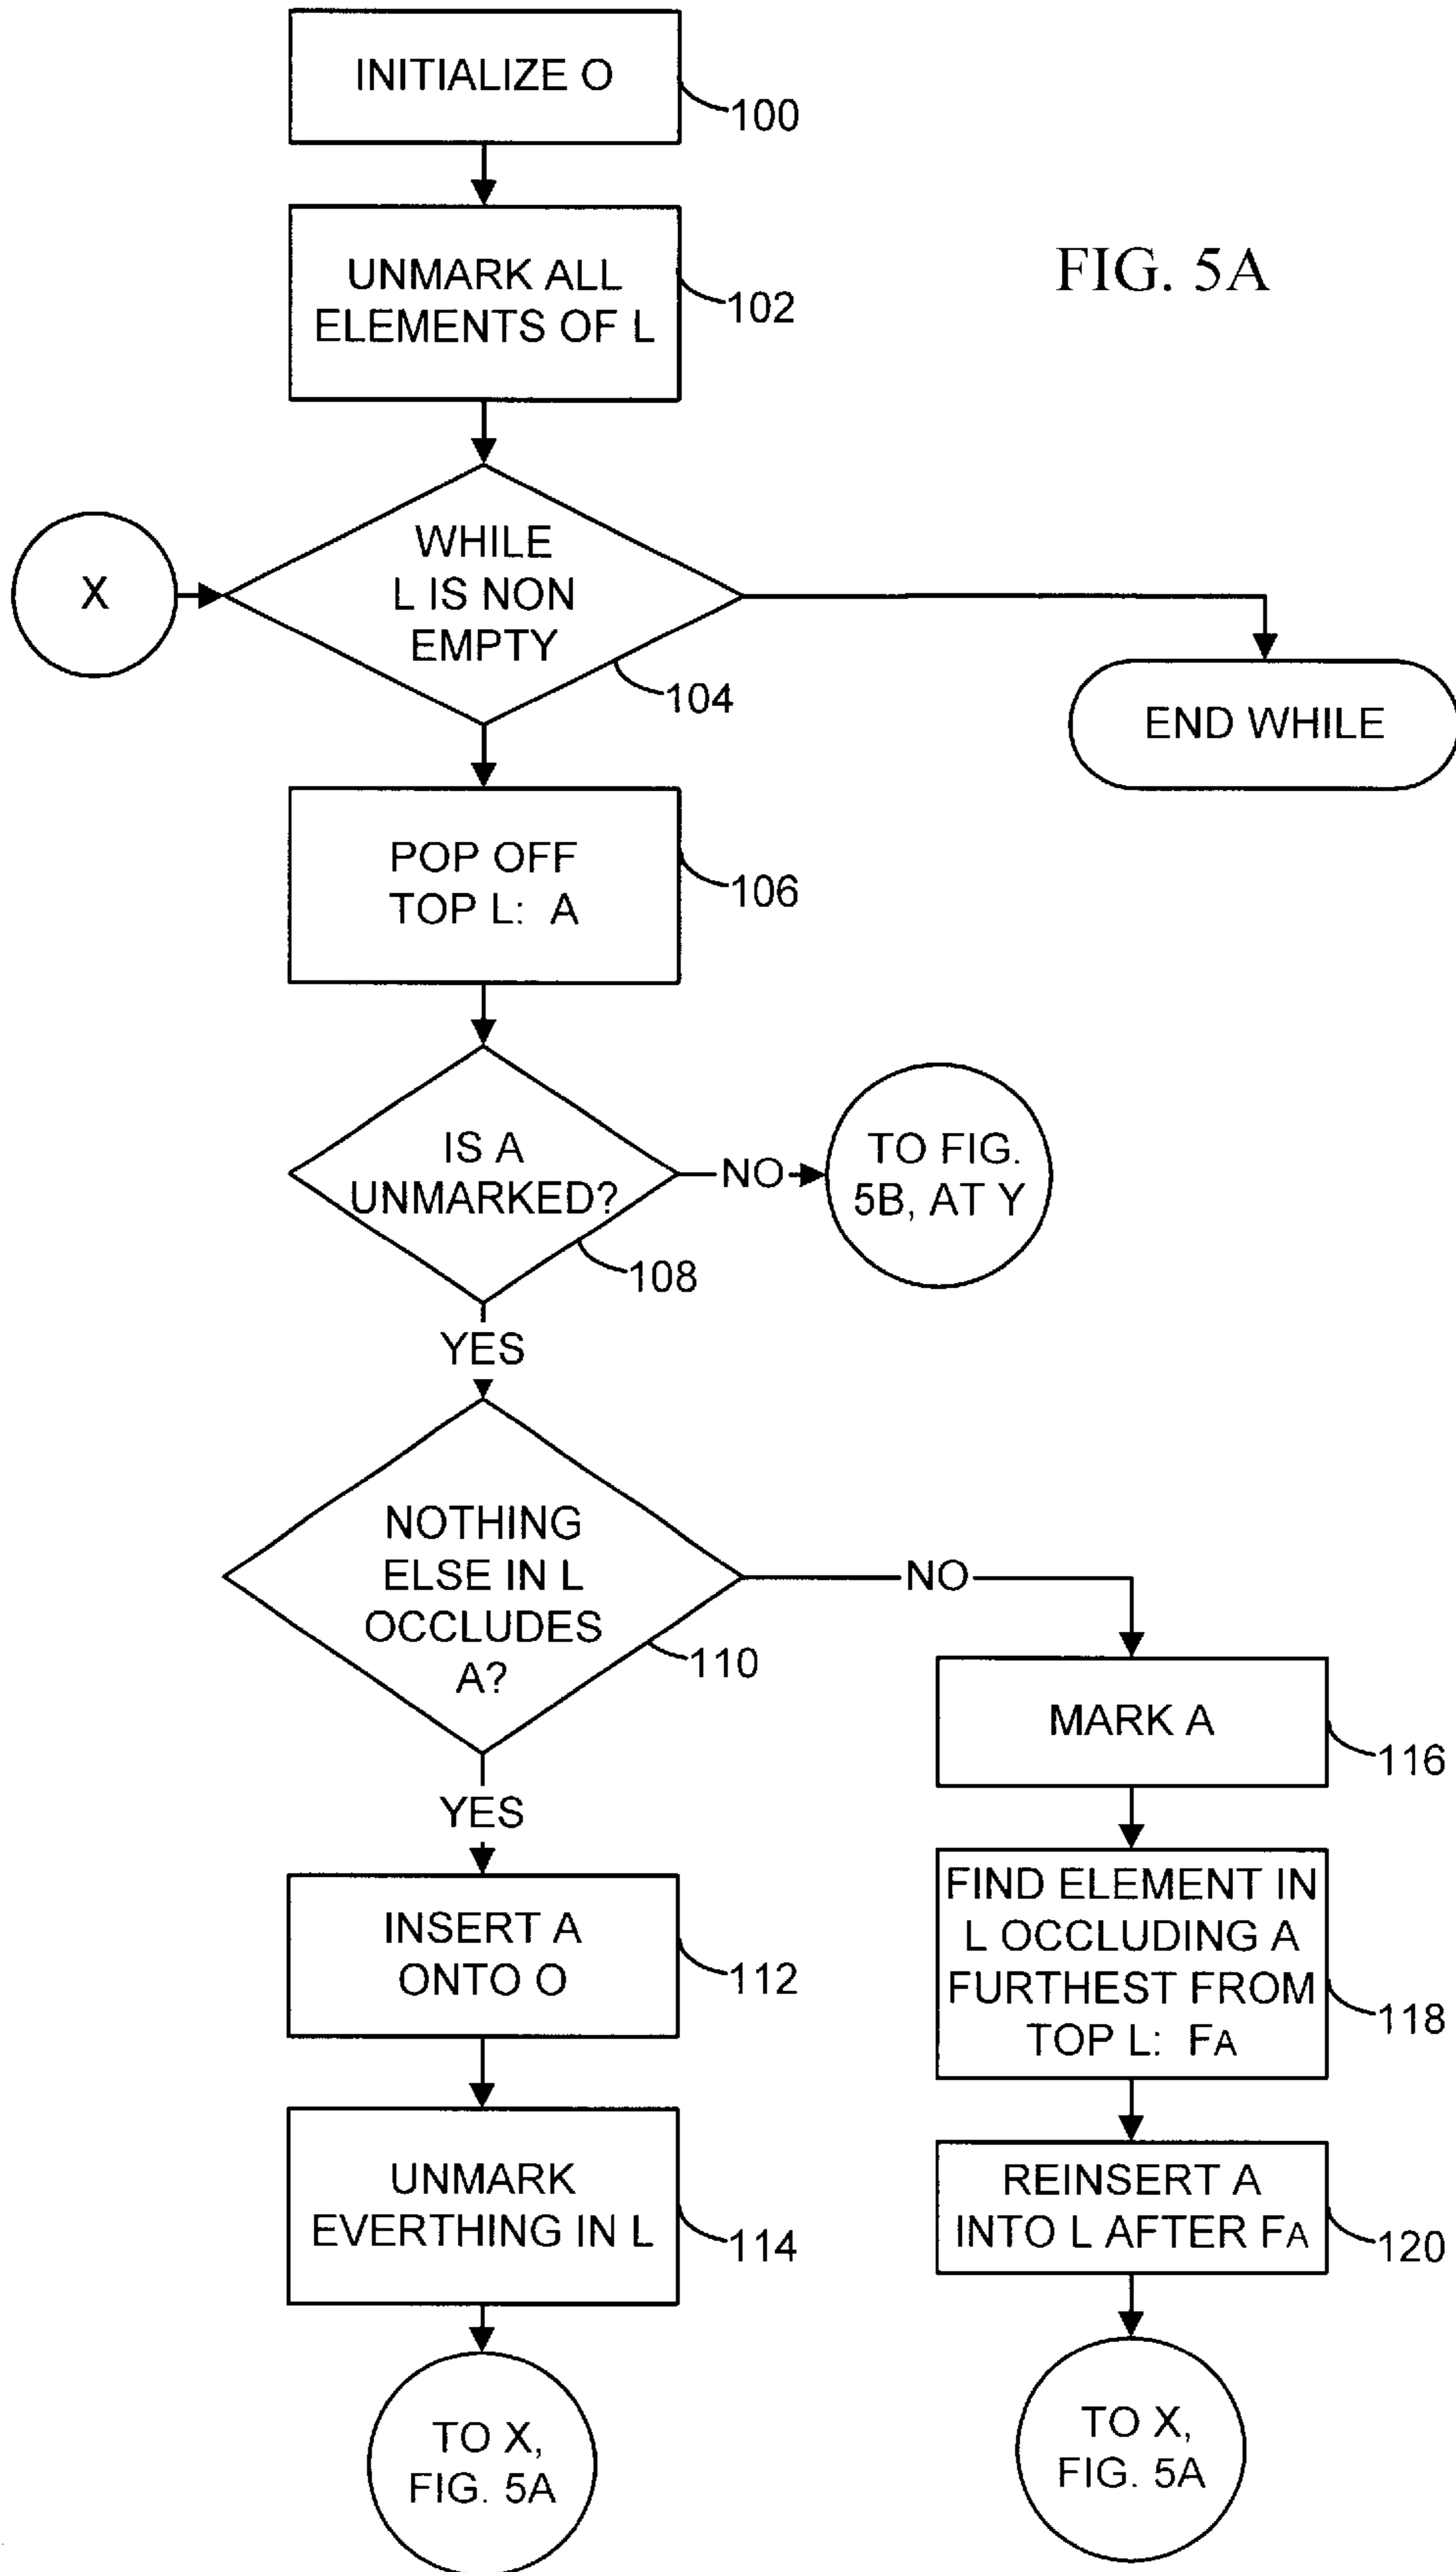 INITIALIZE O
100
UNMARK ALL
ELEMENTS OF L
102
FIG. 5A
X
WHILE
L IS NON
EMPTY
104
END WHILE
POP OFF
TOP L: A
106
IS A
UNMARKED?
108
NO
TO FIG.
5B, AT Y
YES
NOTHING
ELSE IN L
OCCLUDES
A?
110
NO
YES
INSERT A
ONTO O
112
UNMARK
EVERTHING IN L
114
TO X,
FIG. 5A
MARK A
116
FIND ELEMENT IN
L OCCLUDING A
FURTHEST FROM
TOP L: FA
118
REINSERT A
INTO L AFTER FA
120
TO X,
FIG. 5A